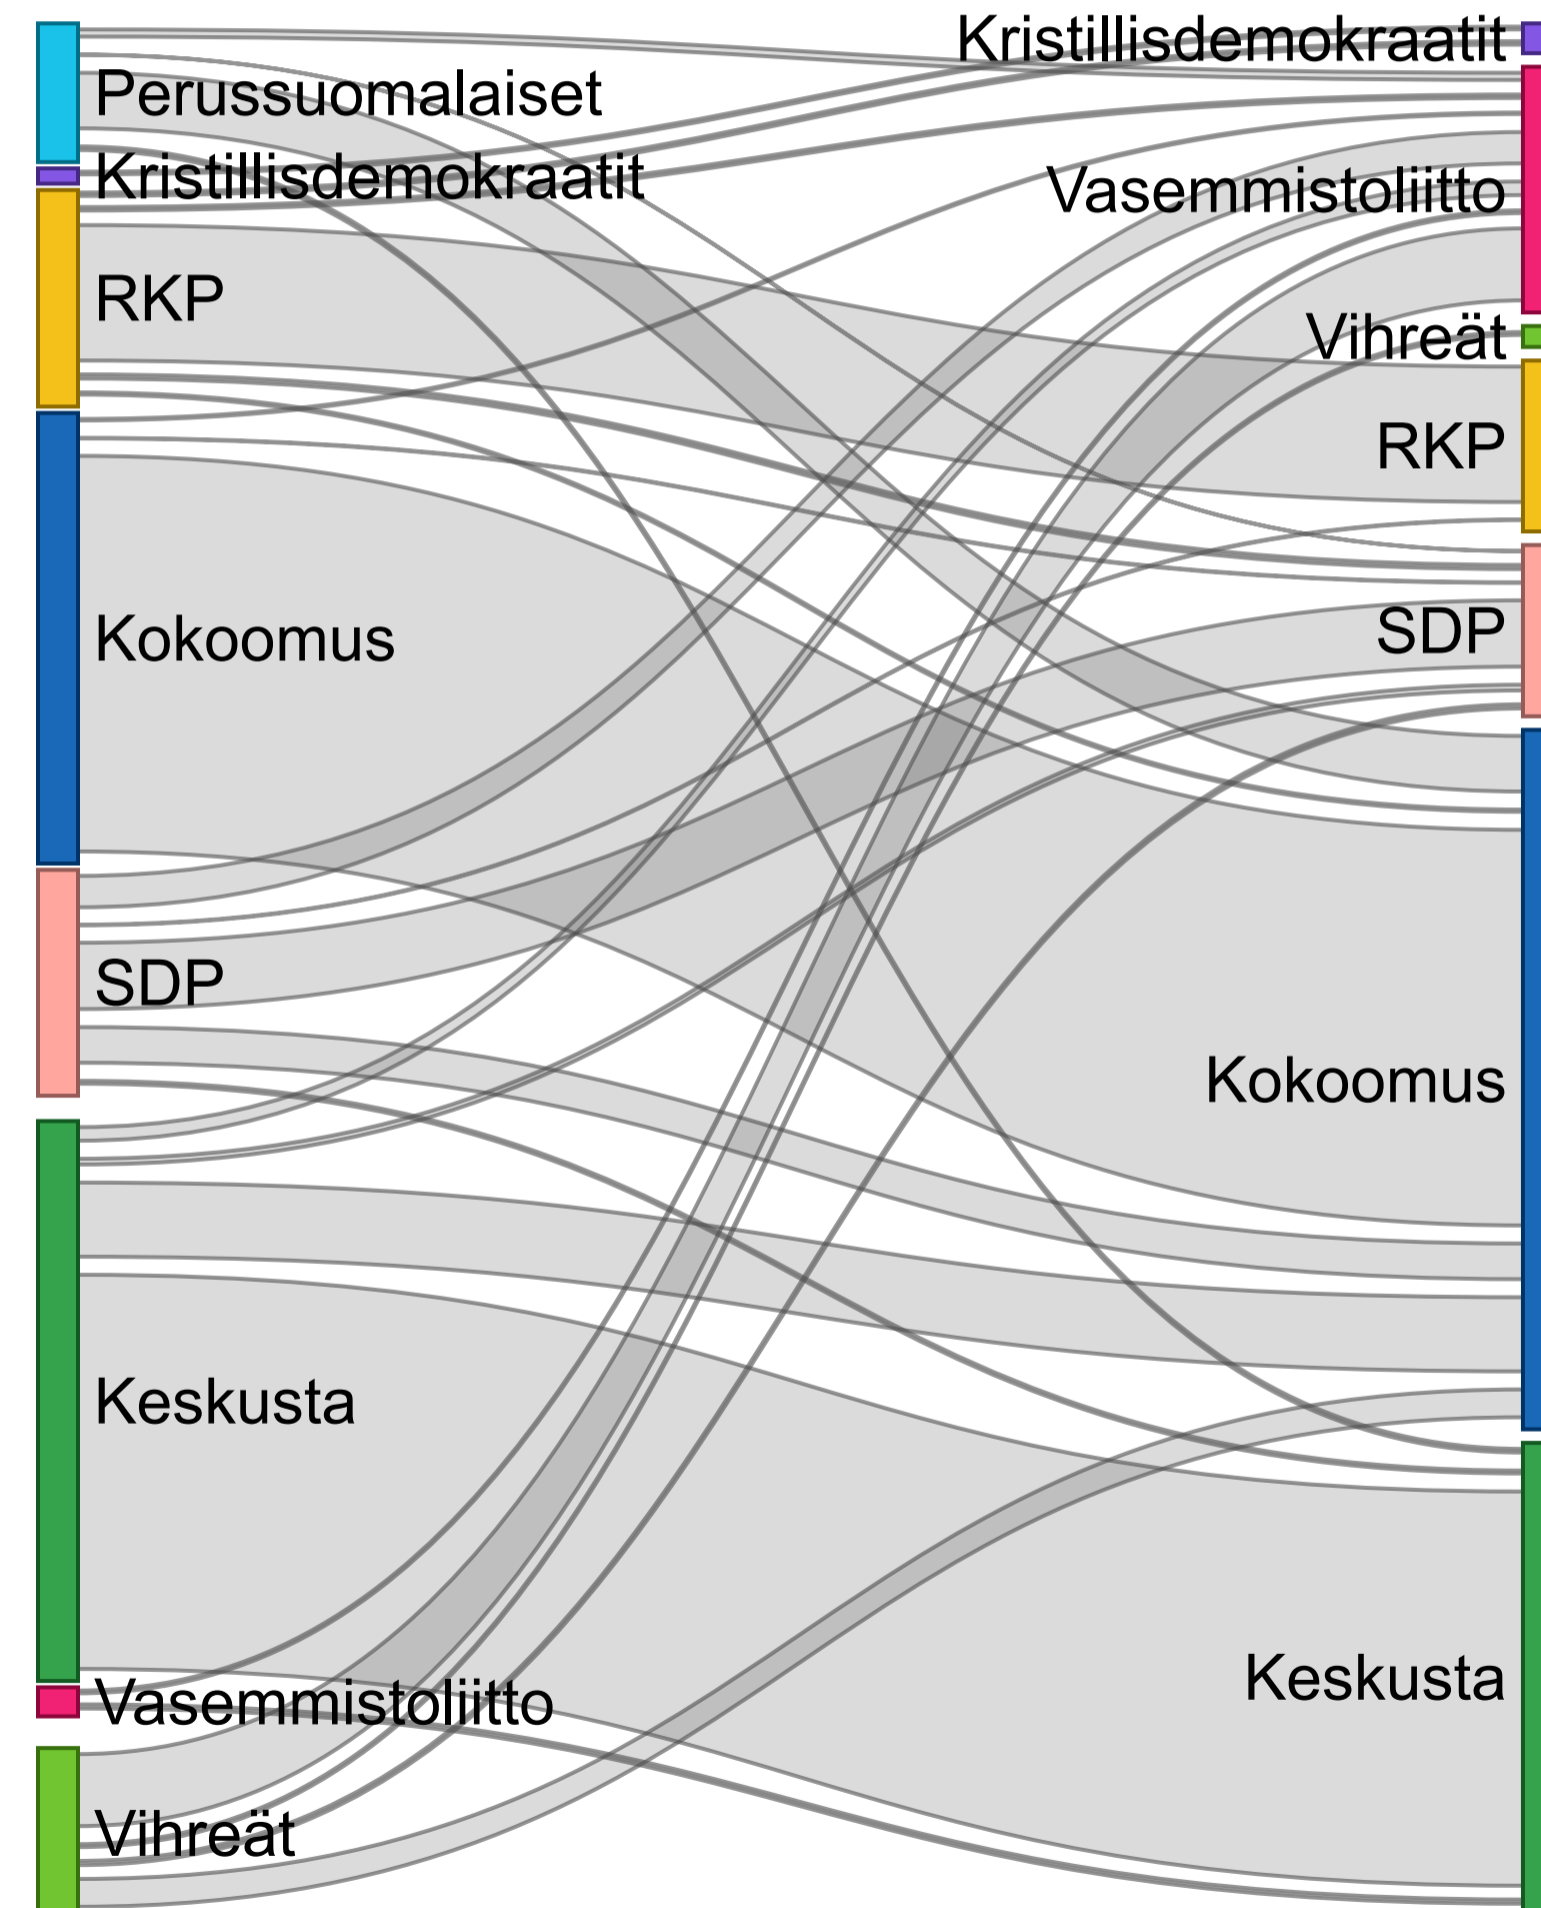 Perussuomalaiset
Kristillisdemokraatit
RKP
Kokoomus
SDP
Keskusta
Vasemmistoliitto
Vihreät
Kristillisdemokraatit
Vasemmistoliitto
Vihreät
RKP
SDP
Kokoomus
Keskusta